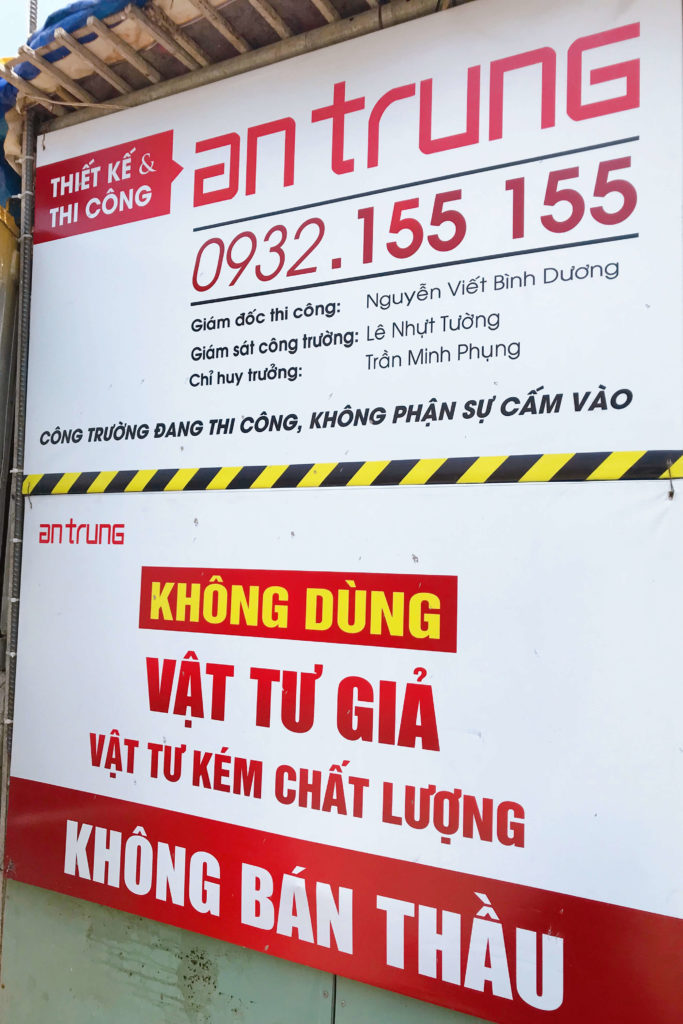 THIẾT KẾ &
THI CÔNG
an trung
0932.155 155
Giám đốc thi công: Nguyễn Viết Bình Dương
Giám sát công trường: Lê Nhựt Tường
Chỉ huy trưởng: Trần Minh Phụng
CÔNG TRƯỜNG ĐANG THI CÔNG, KHÔNG PHẬN SỰ CẤM VÀO
an trung
KHÔNG DÙNG
VẬT TƯ GIẢ
VẬT TƯ KÉM CHẤT LƯỢNG
KHÔNG BÁN THẦU